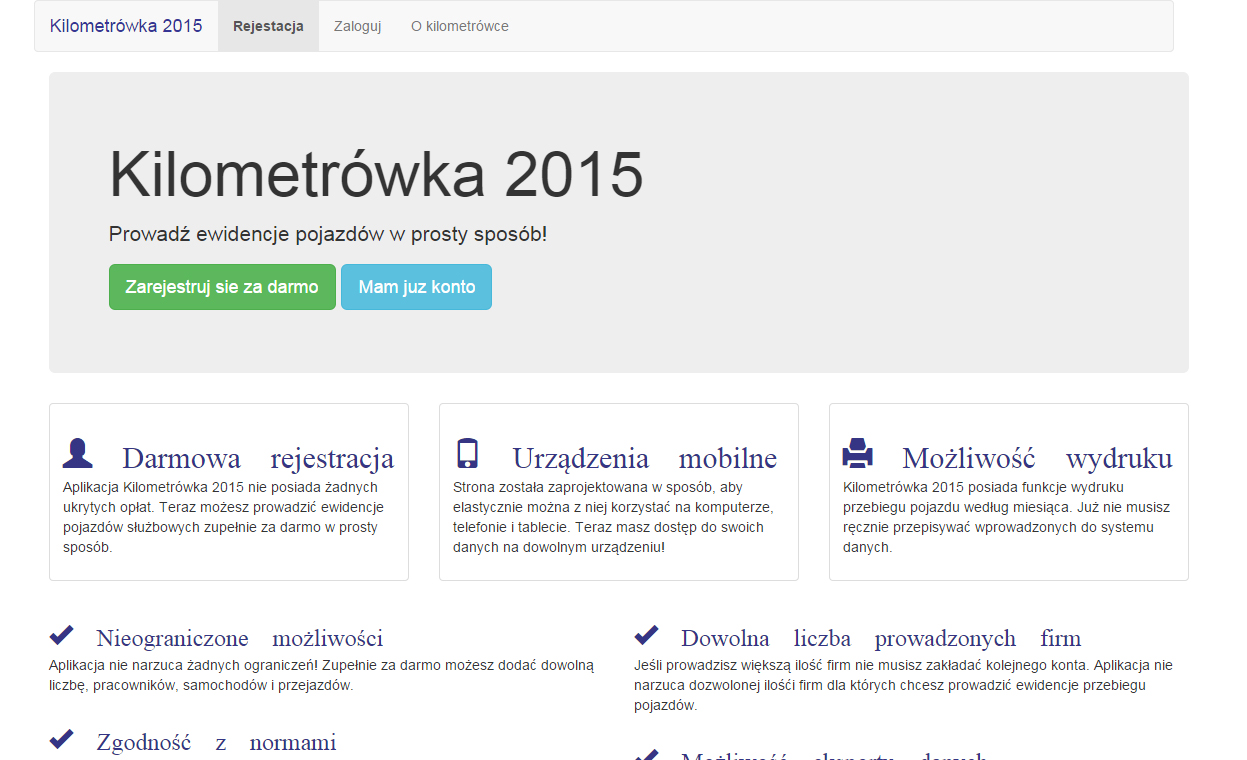 Kilometrówka 2015 Rejestacja Zaloguj O kilometrówce
Kilometrówka 2015
Prowadź ewidencje pojazdów w prosty sposób!
Zarejestruj sie za darmo Mam juz konto
Darmowa rejestracja
Aplikacja Kilometrówka 2015 nie posiada żadnych
ukrytych opłat. Teraz możesz prowadzić ewidencje
pojazdów służbowych zupełnie za darmo w prosty
sposób.
Urządzenia mobilne
Strona została zaprojektowana w sposób, aby
elastycznie można z niej korzystać na komputerze,
telefonie i tablecie. Teraz masz dostęp do swoich
danych na dowolnym urządzeniu!
Możliwość wydruku
Kilometrówka 2015 posiada funkcje wydruku
przebiegu pojazdu według miesiąca. Już nie musisz
ręcznie przepisywać wprowadzonych do systemu
danych.
Nieograniczone możliwości
Aplikacja nie narzuca żadnych ograniczeń! Zupełnie za darmo możesz dodać dowolną
liczbę, pracowników, samochodów i przejazdów.
Zgodność z normami
Dowolna liczba prowadzonych firm
Jeśli prowadzisz większą ilość firm nie musisz zakładać kolejnego konta. Aplikacja nie
narzuca dozwolonej ilośći firm dla których chcesz prowadzić ewidencje przebiegu
pojazdów.
Możliwość eksportu danych